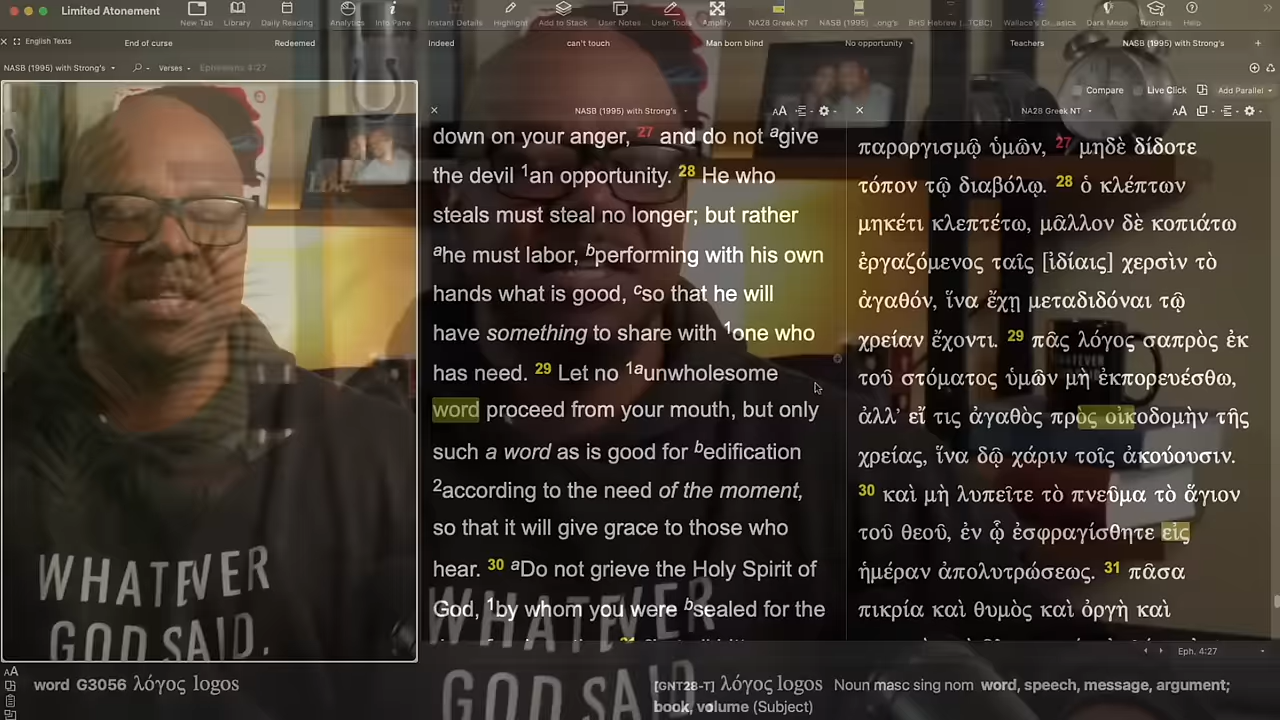 Limited Atonement
New Tab
Library
Daily Reading
Analytics
Info Pane
Instant Details
Highlight
Add to Stack
User Notes
User Tools
Amplify
NA28 Greek NT
NASB (1995) ...ong's
BHS Hebrew
Dark Mode
Tutorials
Help
English Texts
End of curse
Redeemed
Indeed
can't touch
Man born blind
No opportunity
Teachers
NASB (1995) with Strong's
NASB (1995) with Strong's
Verses
Ephesians 4:27
Compare
Live Click
Add Parallel
NASB (1995) with Strong's
NA28 Greek NT
down on your anger, 27 and do not ᵃgive
the devil ¹an opportunity. 28 He who
steals must steal no longer; but rather
ᵃhe must labor, ᵇperforming with his own
hands what is good, ᶜso that he will
have something to share with ¹one who
has need. 29 Let no ¹ᵃunwholesome
word proceed from your mouth, but only
such a word as is good for ᵇedification
²according to the need of the moment,
so that it will give grace to those who
hear. 30 ᵃDo not grieve the Holy Spirit of
God, ¹by whom you were ᵇsealed for the
παροργισμῷ ὑμῶν, 27 μηδὲ δίδοτε
τόπον τῷ διαβόλῳ. 28 ὁ κλέπτων
μηκέτι κλεπτέτω, μᾶλλον δὲ κοπιάτω
ἐργαζόμενος ταῖς [ἰδίαις] χερσὶν τὸ
ἀγαθόν, ἵνα ἔχῃ μεταδιδόναι τῷ
χρείαν ἔχοντι. 29 πᾶς λόγος σαπρὸς ἐκ
τοῦ στόματος ὑμῶν μὴ ἐκπορευέσθω,
ἀλλ' εἴ τις ἀγαθὸς πρὸς οἰκοδομὴν τῆς
χρείας, ἵνα δῷ χάριν τοῖς ἀκούουσιν.
30 καὶ μὴ λυπεῖτε τὸ πνεῦμα τὸ ἅγιον
τοῦ θεοῦ, ἐν ᾧ ἐσφραγίσθητε εἰς
ἡμέραν ἀπολυτρώσεως. 31 πᾶσα
πικρία καὶ θυμὸς καὶ ὀργὴ καὶ
Eph. 4:27
WHATEVER
GOD SAID.
WHATEVER
GOD SAID
word G3056 λόγος logos
[GNT28-T] λόγος logos Noun masc sing nom word, speech, message, argument;
book, volume (Subject)